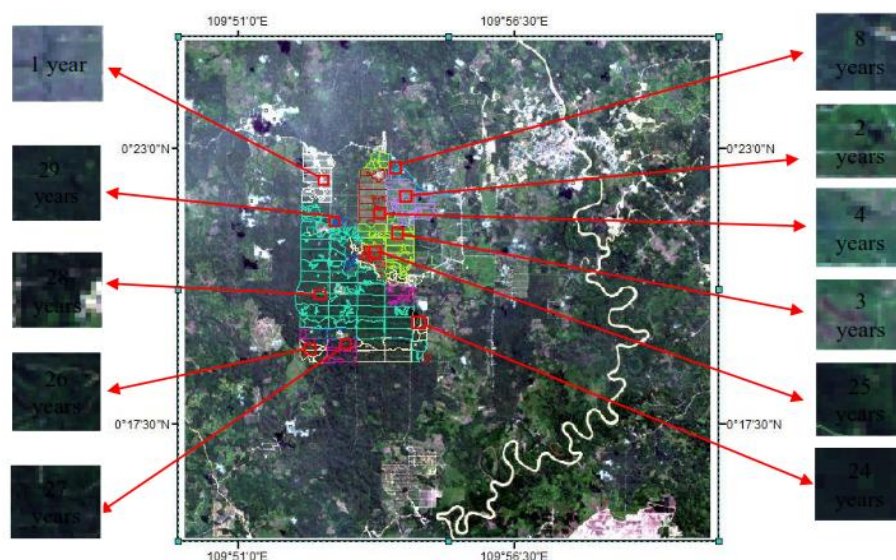 109°51'0"E
109°56'30"E
1 year
29
years
28
years
26
years
27
years
0°23'0"N
0°17'30"N
0°23'0"N
0°17'30"N
8
years
2
years
4
years
3
years
25
years
24
years
109°51'0"E
109°56'30"E